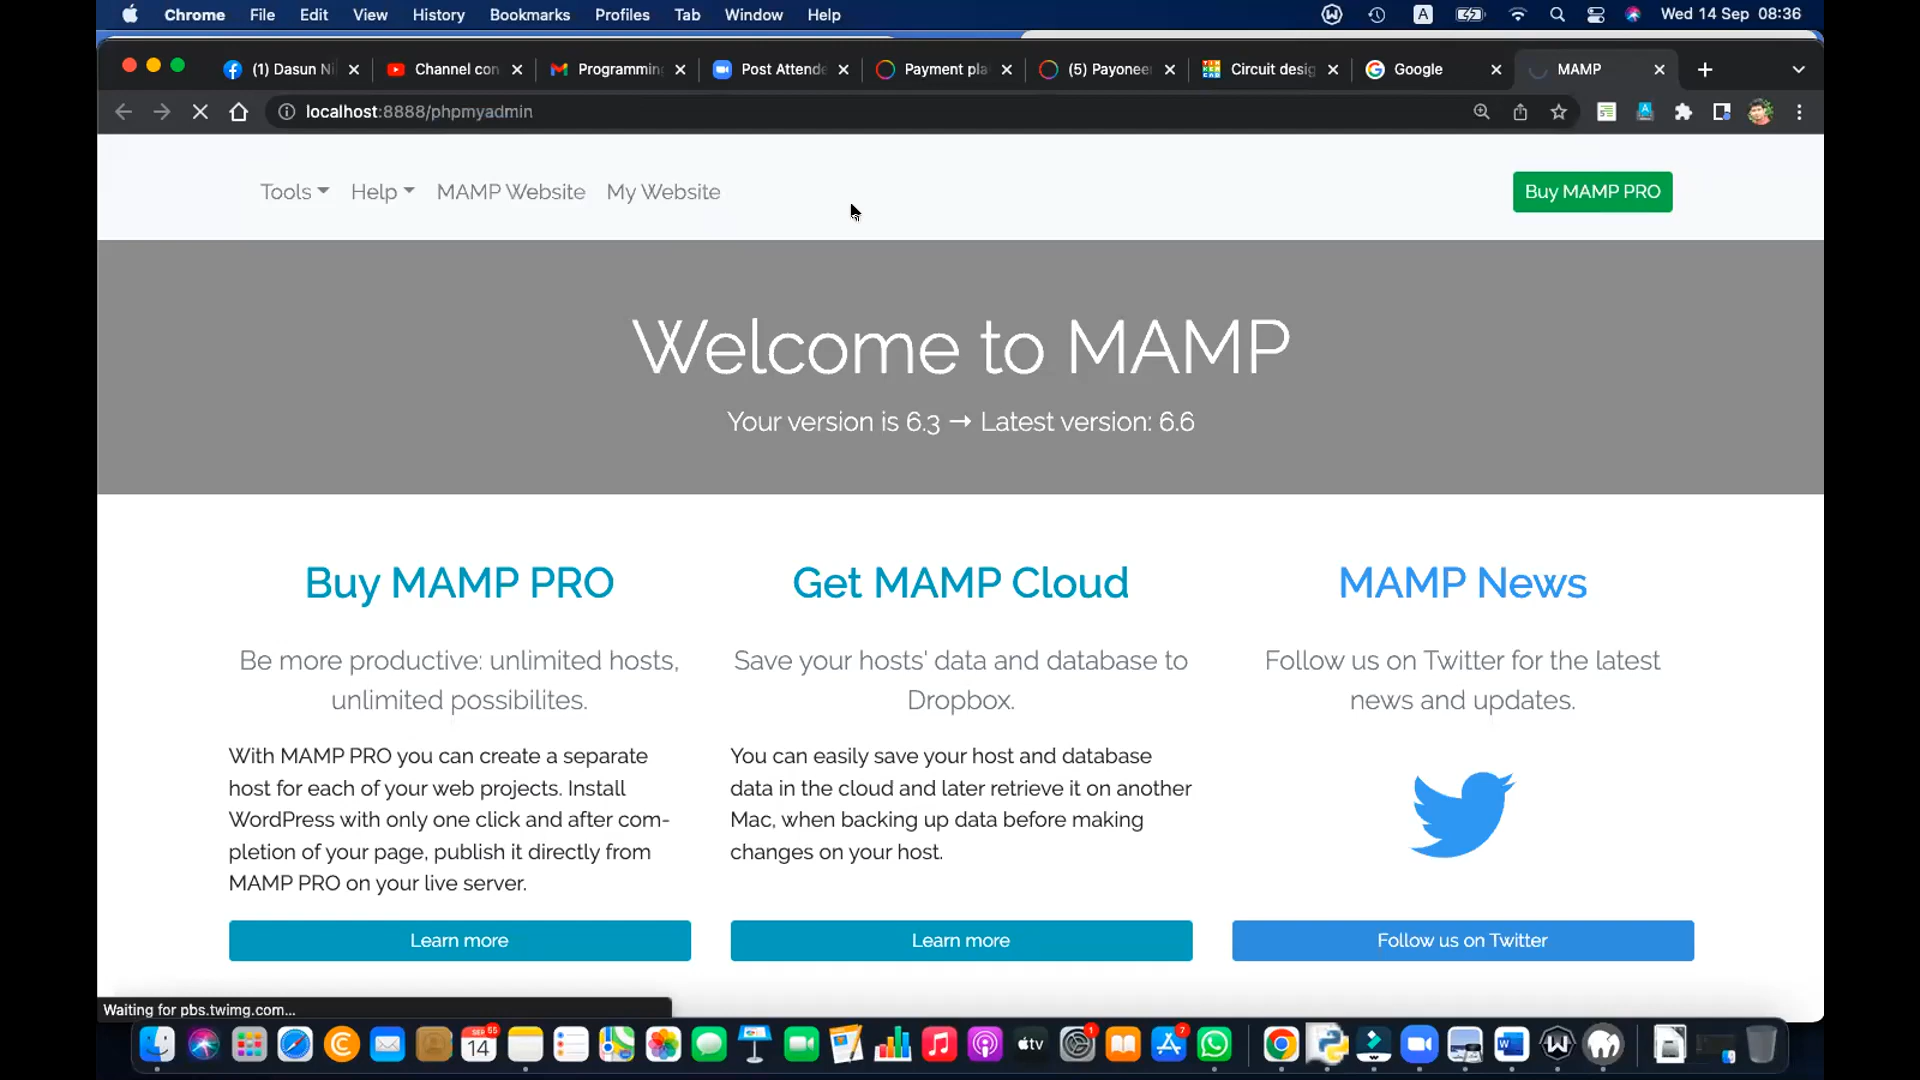 Chrome File Edit View History Bookmarks Profiles Tab Window Help A Wed 14 Sep 08:36
(1) Dasun Ni Channel con Programming Post Attende Payment pla (5) Payonee Circuit desig Google MAMP
localhost:8888/phpmyadmin
Tools Help MAMP Website My Website Buy MAMP PRO
Welcome to MAMP
Your version is 6.3 → Latest version: 6.6
Buy MAMP PRO
Be more productive: unlimited hosts,
unlimited possibilites.
With MAMP PRO you can create a separate
host for each of your web projects. Install
WordPress with only one click and after com-
pletion of your page, publish it directly from
MAMP PRO on your live server.
Learn more
Get MAMP Cloud
Save your hosts' data and database to
Dropbox.
You can easily save your host and database
data in the cloud and later retrieve it on another
Mac, when backing up data before making
changes on your host.
Learn more
MAMP News
Follow us on Twitter for the latest
news and updates.
Follow us on Twitter
Waiting for pbs.twimg.com...
14 tv 1 7